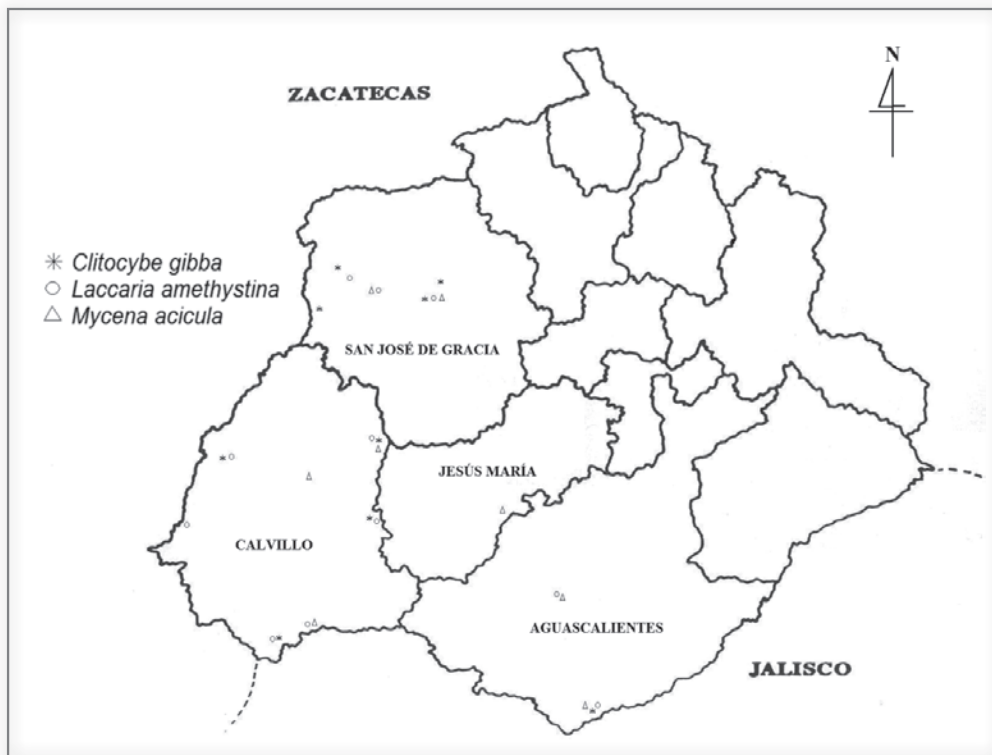 N
ZACATECAS
Clitocybe gibba
Laccaria amethystina
Mycena acicula
SAN JOSÉ DE GRACIA
JESÚS MARÍA
CALVILLO
AGUASCALIENTES
JALISCO